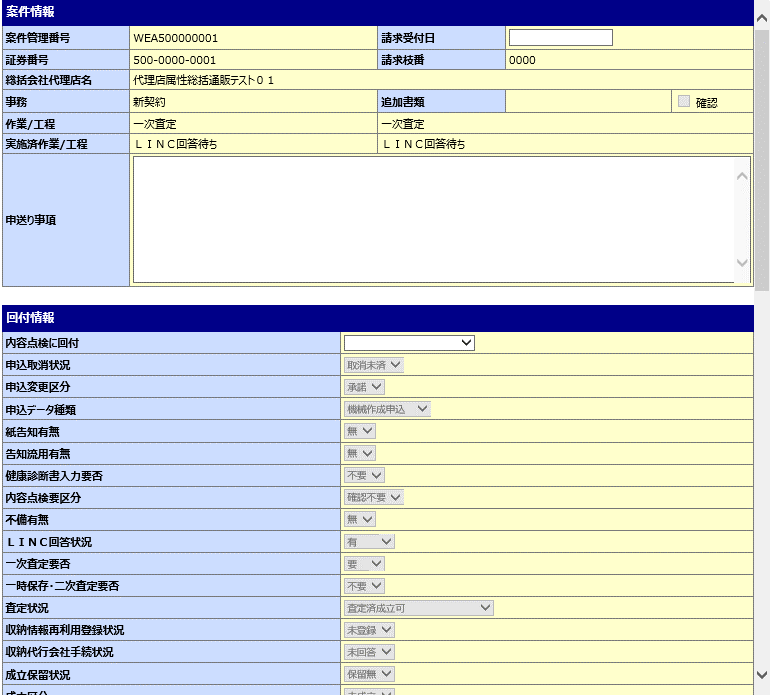 案件情報
案件管理番号 WEA500000001 請求受付日
証券番号 500-0000-0001 請求枝番 0000
総括会社代理店名 代理店属性総括通販テスト０１
事務 新契約 追加書類 確認
作業/工程 一次査定 一次査定
実施済作業/工程 ＬＩＮＣ回答待ち ＬＩＮＣ回答待ち
申送り事項
回付情報
内容点検に回付
申込取消状況 取消未済
申込変更区分 承諾
申込データ種類 機械作成申込
紙告知有無 無
告知流用有無 無
健康診断書入力要否 不要
内容点検要区分 確認不要
不備有無 無
ＬＩＮＣ回答状況 有
一次査定要否 要
一時保存・二次査定要否 不要
査定状況 査定済成立可
収納情報再利用登録状況 未登録
収納代行会社手続状況 未回答
成立保留状況 保留無
成立区分 未成立